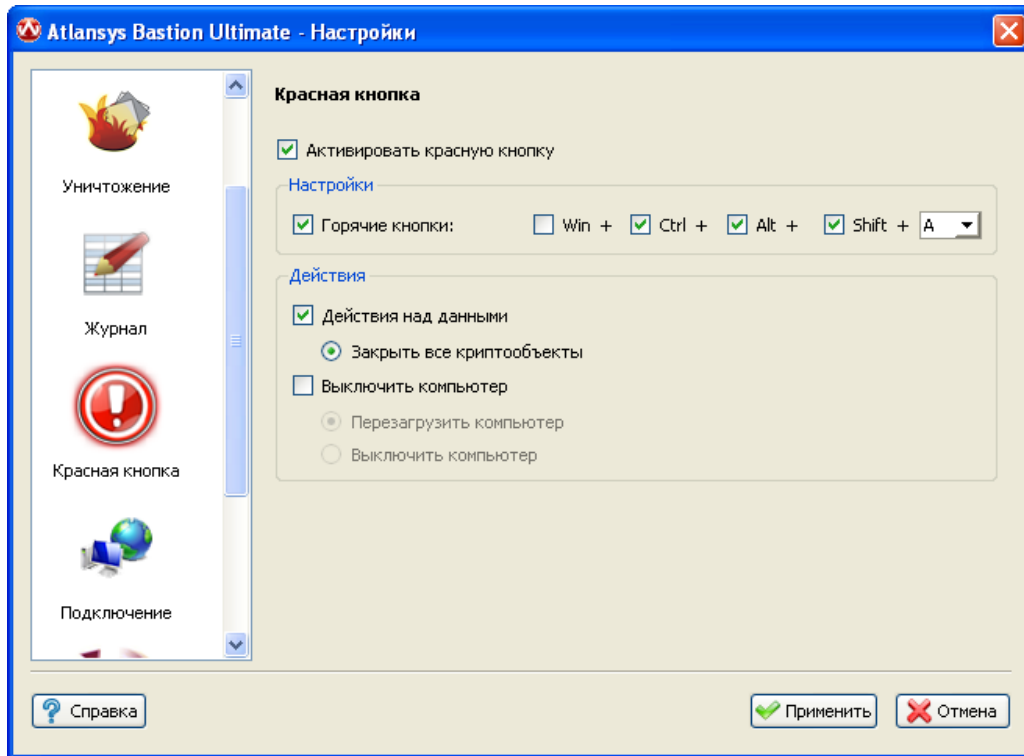 Atlansys Bastion Ultimate - Настройки
Уничтожение
Журнал
Красная кнопка
Подключение
Красная кнопка
Активировать красную кнопку
Настройки
Горячие кнопки: Win + Ctrl + Alt + Shift + A
Действия
Действия над данными
Закрыть все криптообъекты
Выключить компьютер
Перезагрузить компьютер
Выключить компьютер
Справка
Применить
Отмена